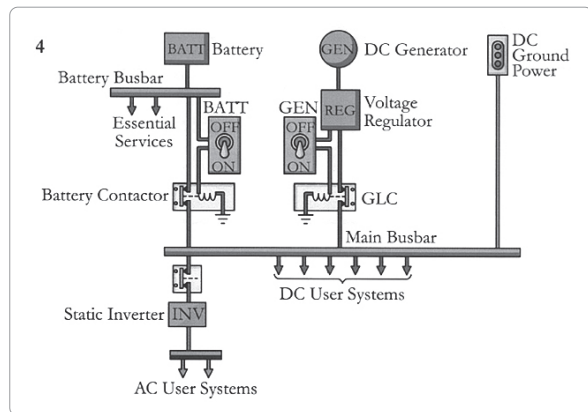 4
BATT Battery
GEN DC Generator
DC
Ground
Power
Battery Busbar
BATT
GEN
REG
Voltage
Regulator
Essential
Services
OFF
ON
OFF
ON
Battery Contactor
GLC
Main Busbar
DC User Systems
Static Inverter
INV
AC User Systems